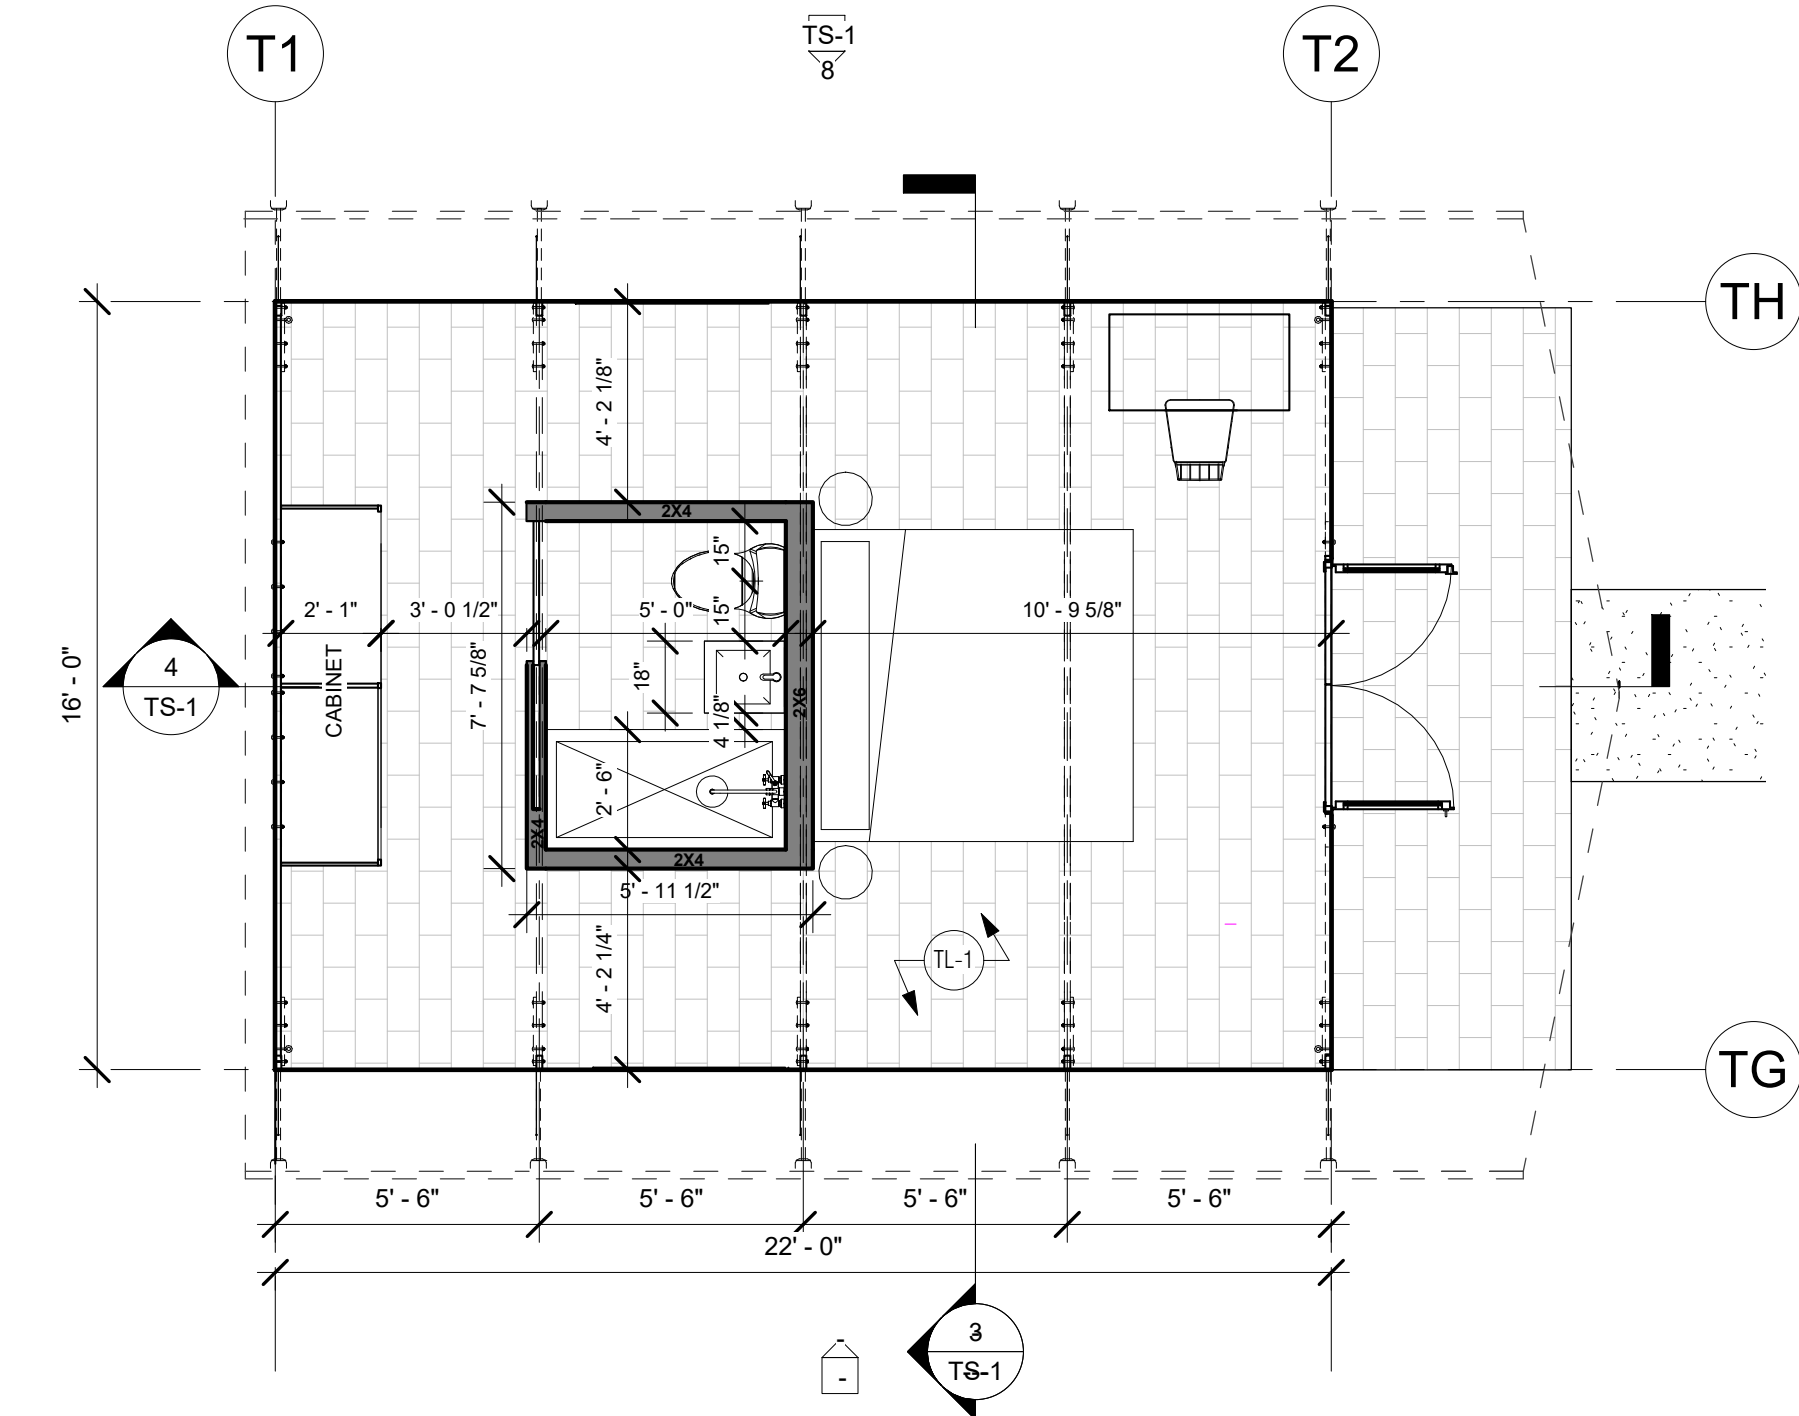 T1
TS-1
8
T2
TH
4' - 2 1/8"
2X4
15"
2' - 1"
3' - 0 1/2"
5' - 0"
15"
10' - 9 5/8"
16' - 0"
4
TS-1
CABINET
7' - 7 5/8"
18"
4 1/8"
2X6
2' - 6"
2X4
2X4
5' - 11 1/2"
4' - 2 1/4"
TL-1
TG
5' - 6"
5' - 6"
5' - 6"
5' - 6"
22' - 0"
3
TS-1
-
-